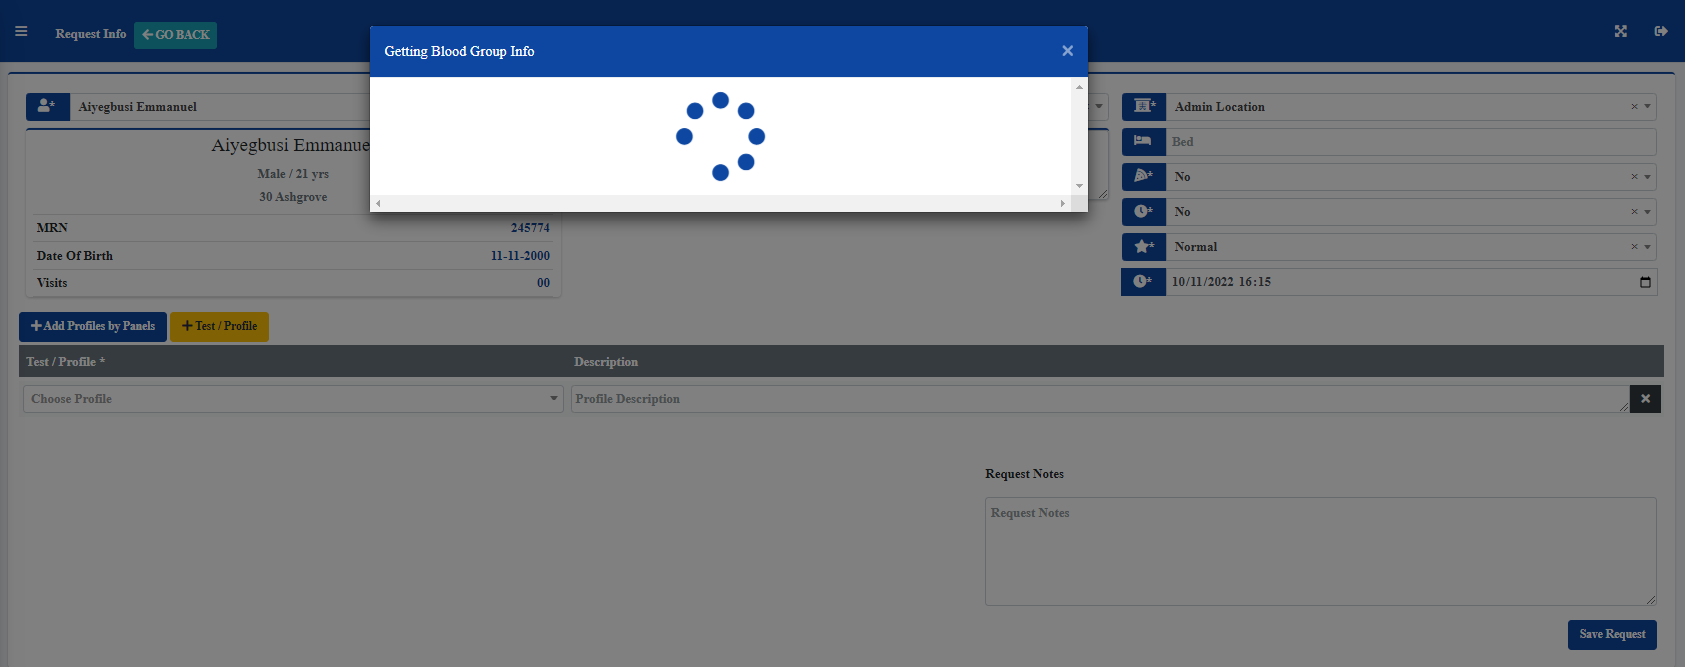 Request Info
GO BACK
Getting Blood Group Info
×
* Aiyegbusi Emmanuel
Aiyegbusi Emmanue
Male / 21 yrs
30 Ashgrove
MRN 245774
Date Of Birth 11-11-2000
Visits 00
* Admin Location ×
Bed
* No ×
* No ×
* Normal ×
* 10/11/2022 16:15
+ Add Profiles by Panels
+ Test / Profile
Test / Profile * Description
Choose Profile Profile Description ×
Request Notes
Request Notes
Save Request